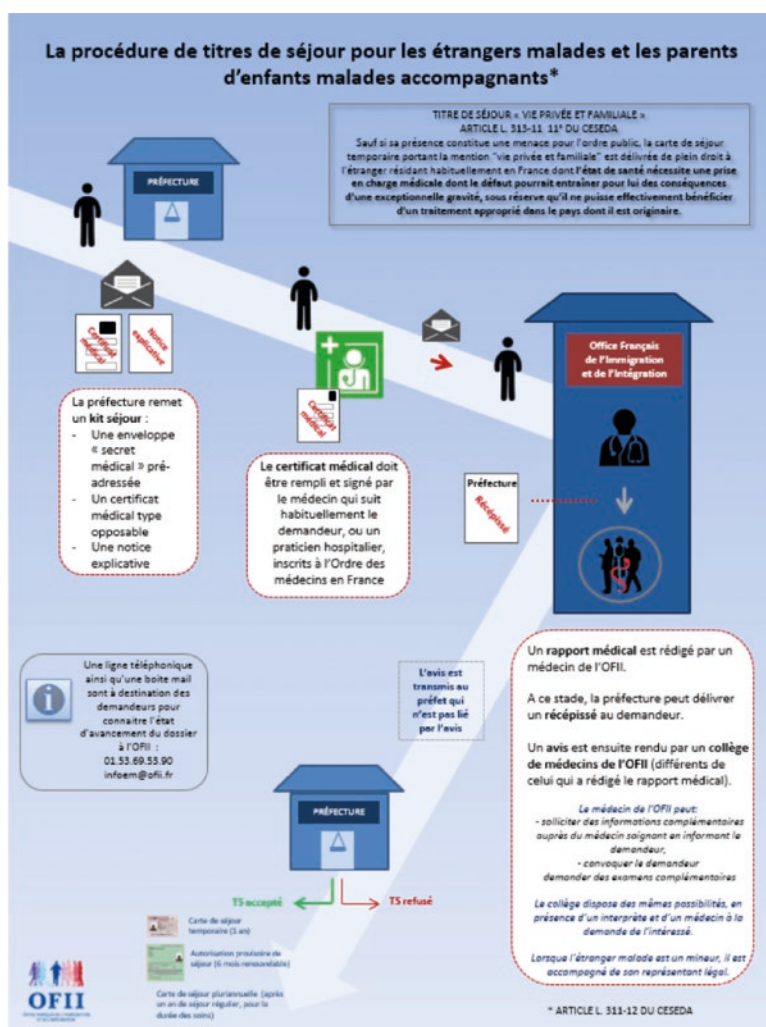 La procédure de titres de séjour pour les étrangers malades et les parents
d'enfants malades accompagnants*
TITRE DE SÉJOUR « VIE PRIVÉE ET FAMILIALE »
ARTICLE L. 313-11 11° DU CESEDA
Sauf si sa présence constitue une menace pour l'ordre public, la carte de séjour
temporaire portant la mention "vie privée et familiale" est délivrée de plein droit à
l'étranger résidant habituellement en France dont l'état de santé nécessite une prise
en charge médicale dont le défaut pourrait entraîner pour lui des conséquences
d'une exceptionnelle gravité, sous réserve qu'il ne puisse effectivement bénéficier
d'un traitement approprié dans le pays dont il est originaire.
PRÉFECTURE
Certificat
médical
Notice
explicative
La préfecture remet
un kit séjour :
- Une enveloppe
« secret
médical » pré-
adressée
- Un certificat
médical type
opposable
- Une notice
explicative
Certificat
médical
Le certificat médical doit
être rempli et signé par
le médecin qui suit
habituellement le
demandeur, ou un
praticien hospitalier,
inscrits à l'Ordre des
médecins en France
Office Français
de l'Immigration
et de l'Intégration
Préfecture
Récépissé
Un rapport médical est rédigé par un
médecin de l'OFII.
A ce stade, la préfecture peut délivrer
un récépissé au demandeur.
Un avis est ensuite rendu par un collège
de médecins de l'OFII (différents de
celui qui a rédigé le rapport médical).
Le médecin de l'OFII peut:
- solliciter des informations complémentaires
auprès du médecin soignant en informant le
demandeur,
- convoquer le demandeur
demander des examens complémentaires
Le collège dispose des mêmes possibilités, en
présence d'un interprète et d'un médecin à la
demande de l'intéressé.
Lorsque l'étranger malade est un mineur, il est
accompagné de son représentant légal.
L'avis est
transmis au
préfet qui
n'est pas lié
par l'avis
Une ligne téléphonique
ainsi qu'une boite mail
sont à destination des
demandeurs pour
connaitre l'état
d'avancement du dossier
à l'OFII :
01.53.69.53.90
infoem@ofii.fr
PRÉFECTURE
TS accepté
TS refusé
Carte de séjour
temporaire (1 an)
Autorisation provisoire de
séjour (6 mois renouvelable)
Carte de séjour pluriannuelle (après
un an de séjour régulier, pour la
durée des soins)
OFII
* ARTICLE L. 311-12 DU CESEDA